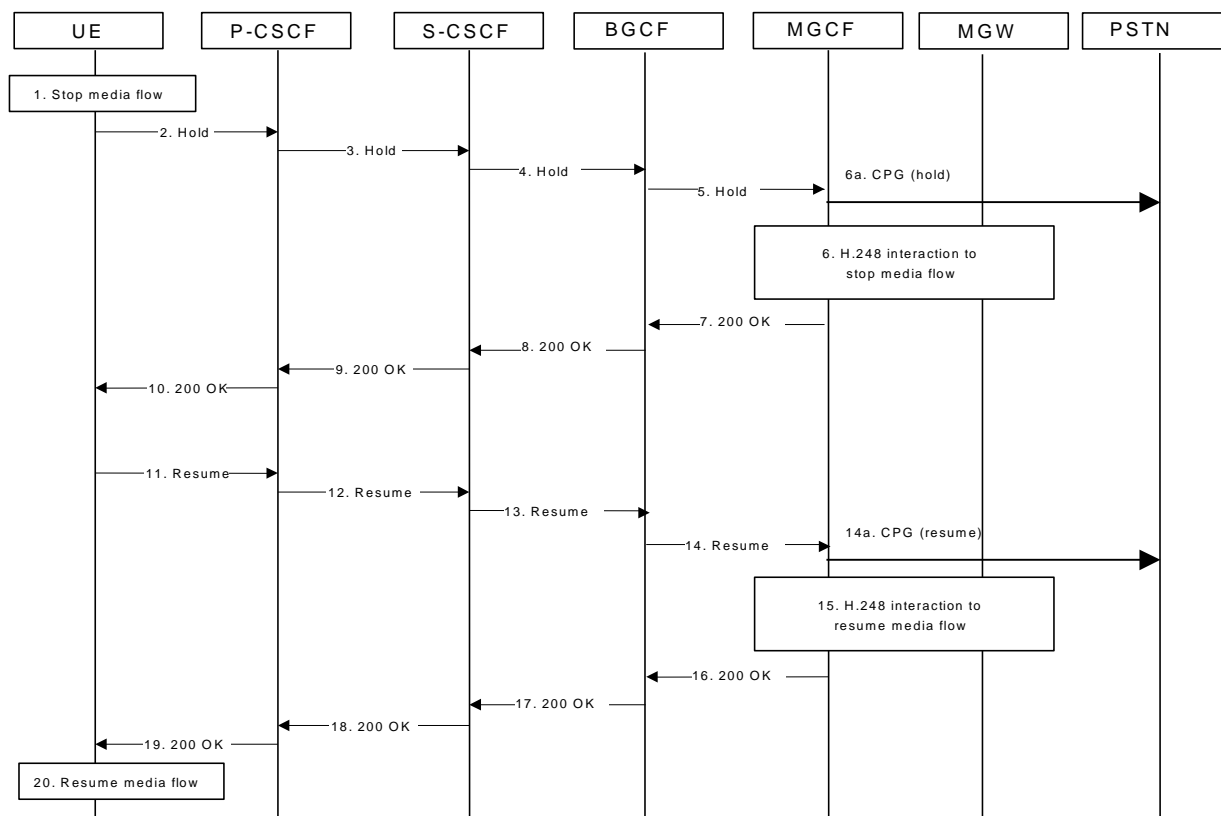 UE
P-CSCF
S-CSCF
BGCF
MGCF
MGW
PSTN
1. Stop media flow
2. Hold
3. Hold
4. Hold
5. Hold
6a. CPG (hold)
6. H.248 interaction to
stop media flow
7. 200 OK
8. 200 OK
9. 200 OK
10. 200 OK
11. Resume
12. Resume
13. Resume
14. Resume
14a. CPG (resume)
15. H.248 interaction to
resume media flow
16. 200 OK
17. 200 OK
18. 200 OK
19. 200 OK
20. Resume media flow